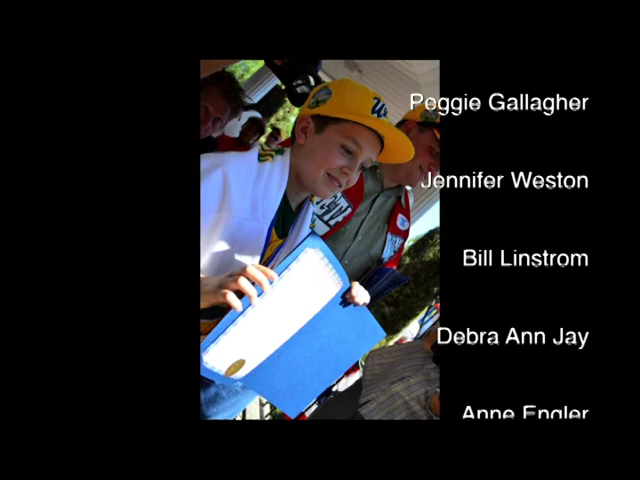 Peggie Gallagher
Jennifer Weston
Bill Linstrom
Debra Ann Jay
Anne Engler